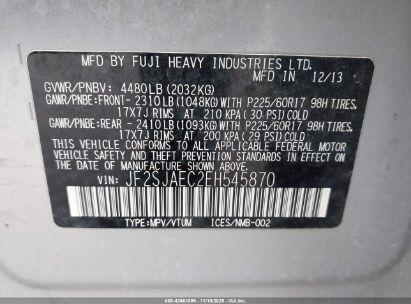 MFD. BY FUJI HEAVY INDUSTRIES LTD.
GVWR/PNBV: 4480LB (2032KG) IN 12/13
GAWR/PNBE: FRONT- 2310LB (1048KG) WITH P225/60R17 98H TIRES,
17X7J RIMS AT 210 KPA (30 PSI) COLD
GAWR/PNBE: REAR - 2410LB (1093KG) WITH P225/60R17 98H TIRES,
17X7J RIMS AT 200 KPA (29 PSI) COLD
THIS VEHICLE CONFORMS TO ALL APPLICABLE FEDERAL MOTOR
VEHICLE SAFETY, BUMPER, AND THEFT PREVENTION STANDARDS IN EFFECT
ON THE DATE OF MANUFACTURE SHOWN ABOVE.
VIN: JF2SJAEC2EH545870
TYPE:MPV/VTUM ICES/NMB-002